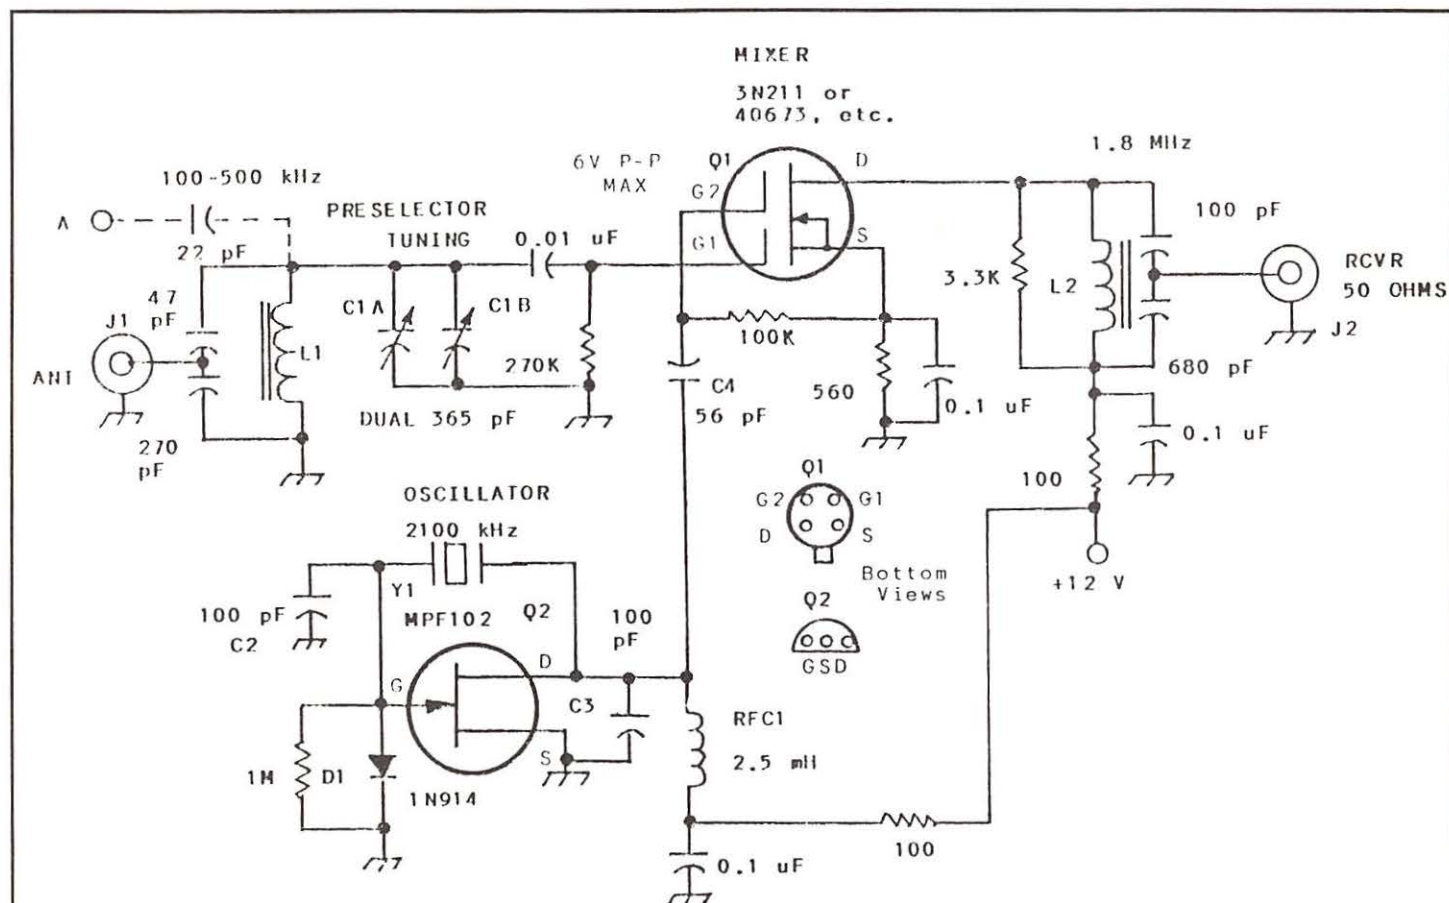 MIXER
3N211 or
40673, etc.
1.8 MHz
6V P-P
MAX
Q1
D
G2
G1
S
100-500 kHz
A
22 pF
PRESELECTOR
TUNING
0.01 uF
100 pF
RCVR
50 OHMS
J2
3.3K
L2
680 pF
47
pF
J1
ANT
L1
C1A
C1B
270K
DUAL 365 pF
270
pF
100K
C4
56 pF
560
0.1 uF
0.1 uF
100
+12 V
OSCILLATOR
2100 kHz
Y1
MPF102
Q2
100 pF
C2
100
pF
D
G
S
C3
1M
D1
1N914
RFC1
2.5 mH
100
0.1 uF
Q1
G2
G1
D
S
Bottom
Views
Q2
GSD